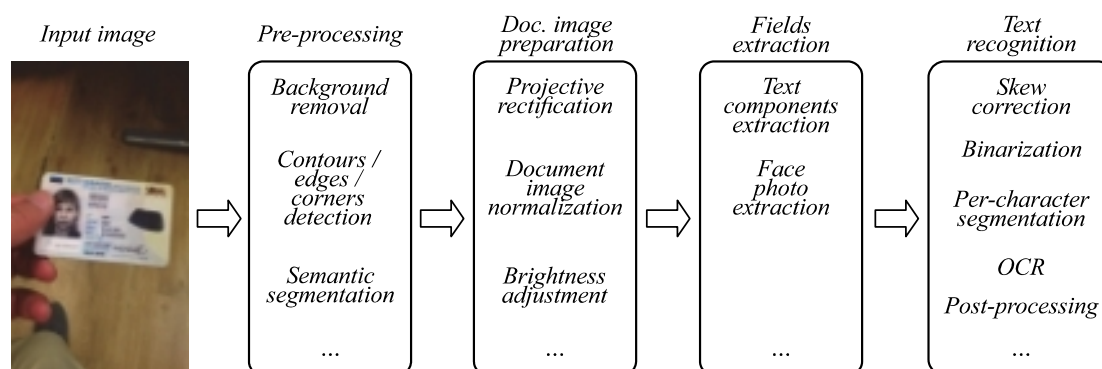 Input image
Pre-processing
Doc. image
preparation
Fields
extraction
Text
recognition
Background
removal
Contours /
edges /
corners
detection
Semantic
segmentation
...
Projective
rectification
Document
image
normalization
Brightness
adjustment
...
Text
components
extraction
Face
photo
extraction
Skew
correction
Binarization
Per-character
segmentation
OCR
Post-processing
...